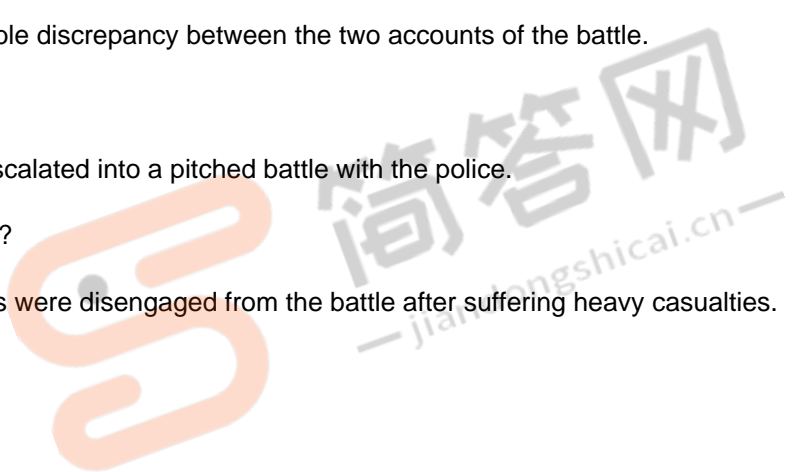 ole discrepancy between the two accounts of the battle.
scalated into a pitched battle with the police.
?
s were disengaged from the battle after suffering heavy casualties.
简答网
jiandongshicai.cn